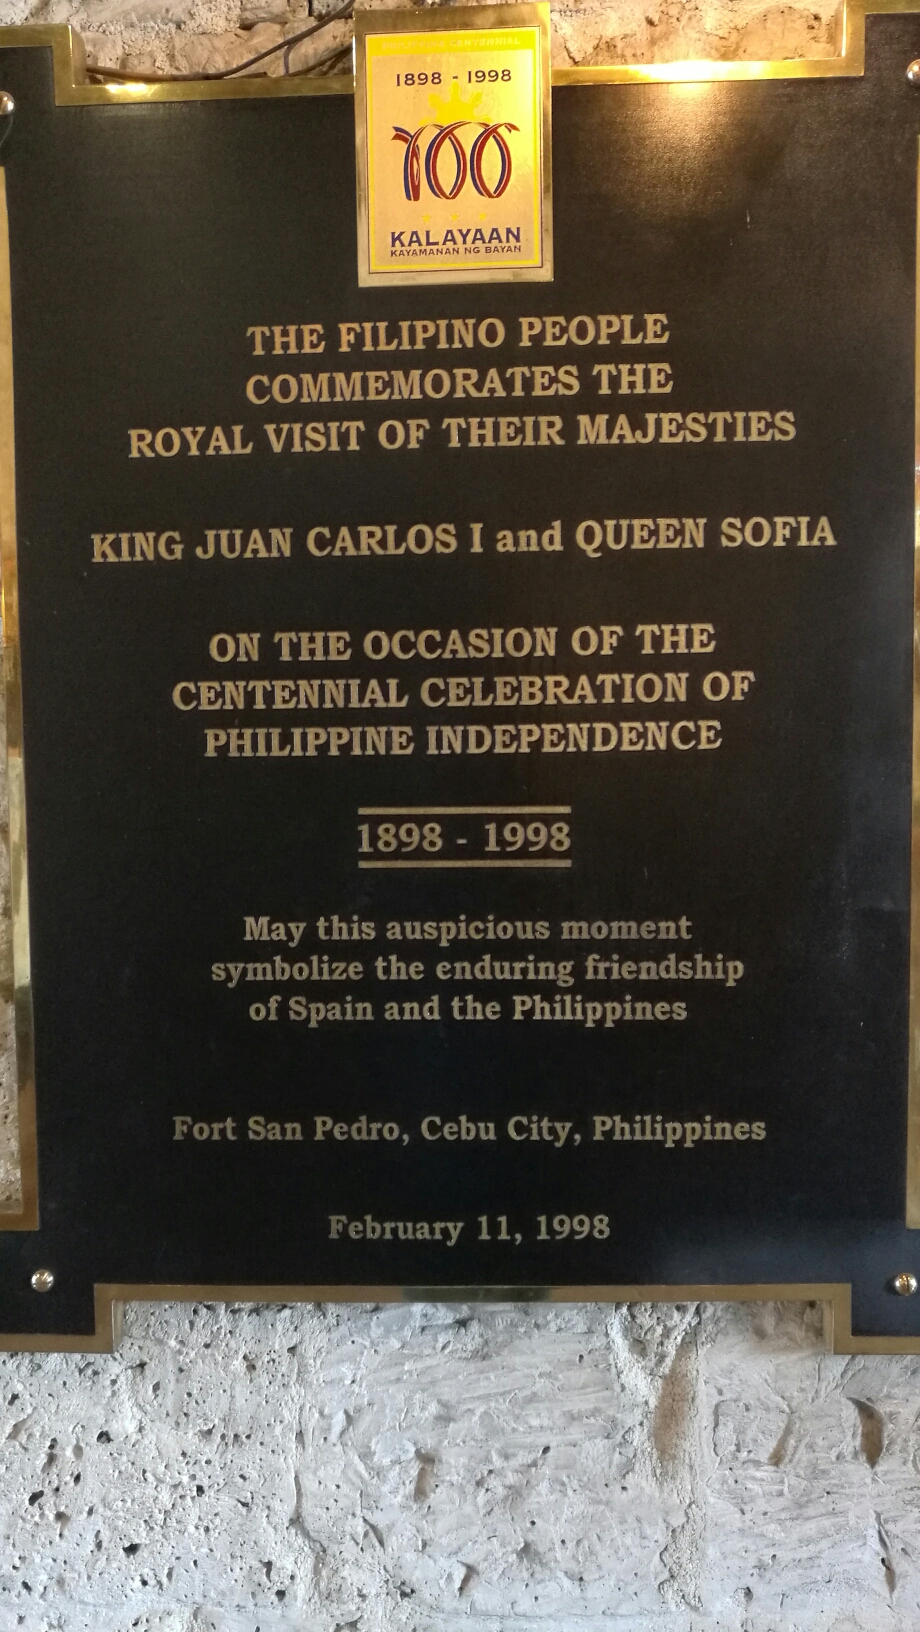 PHILIPPINE CENTENNIAL
1898 - 1998
100
KALAYAAN
KAYAMANAN NG BAYAN
THE FILIPINO PEOPLE
COMMEMORATES THE
ROYAL VISIT OF THEIR MAJESTIES
KING JUAN CARLOS I and QUEEN SOFIA
ON THE OCCASION OF THE
CENTENNIAL CELEBRATION OF
PHILIPPINE INDEPENDENCE
1898 - 1998
May this auspicious moment
symbolize the enduring friendship
of Spain and the Philippines
Fort San Pedro, Cebu City, Philippines
February 11, 1998